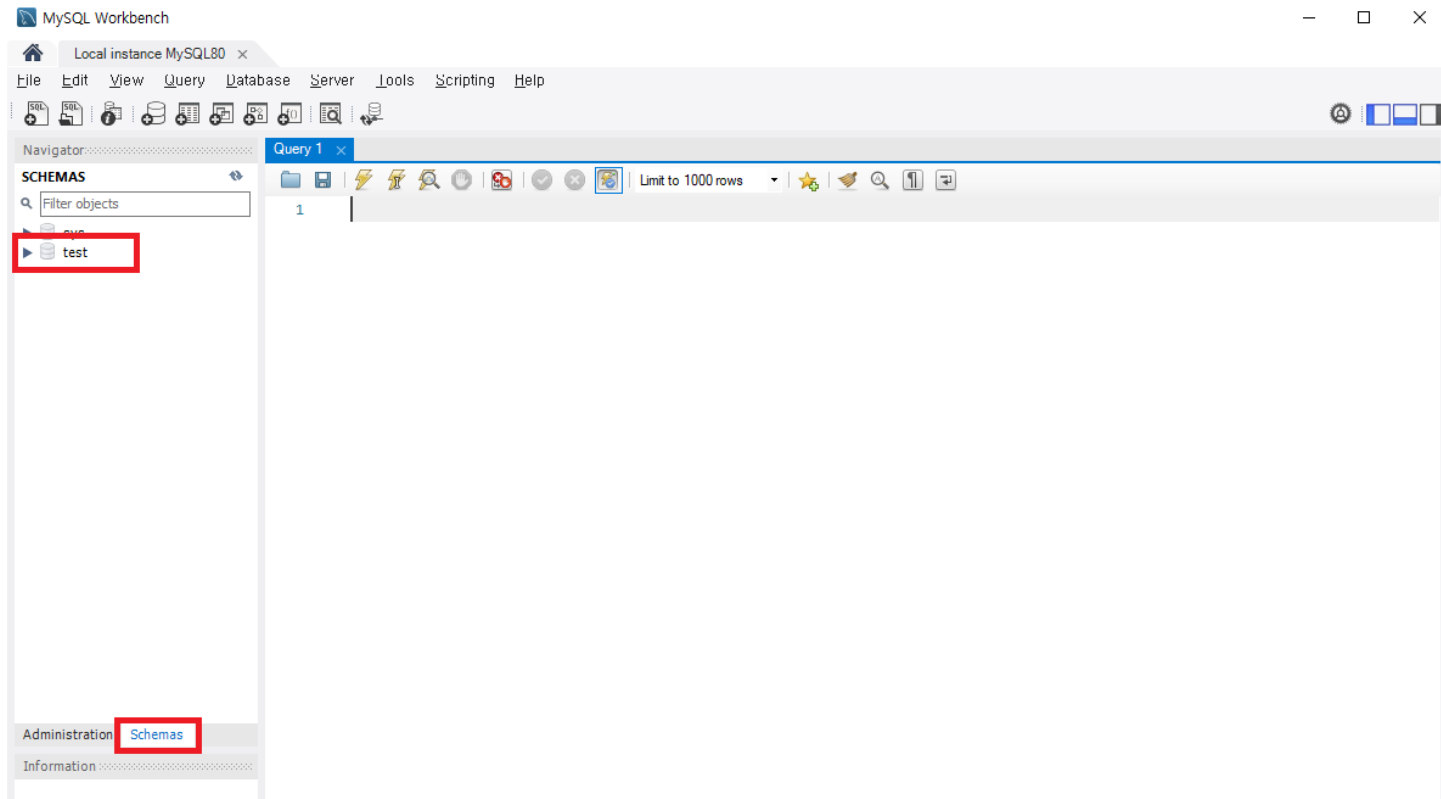 MySQL Workbench
Local instance MySQL80
File Edit View Query Database Server Tools Scripting Help
Navigator
Query 1
SCHEMAS
Limit to 1000 rows
Filter objects
1
sys
test
Administration Schemas
Information